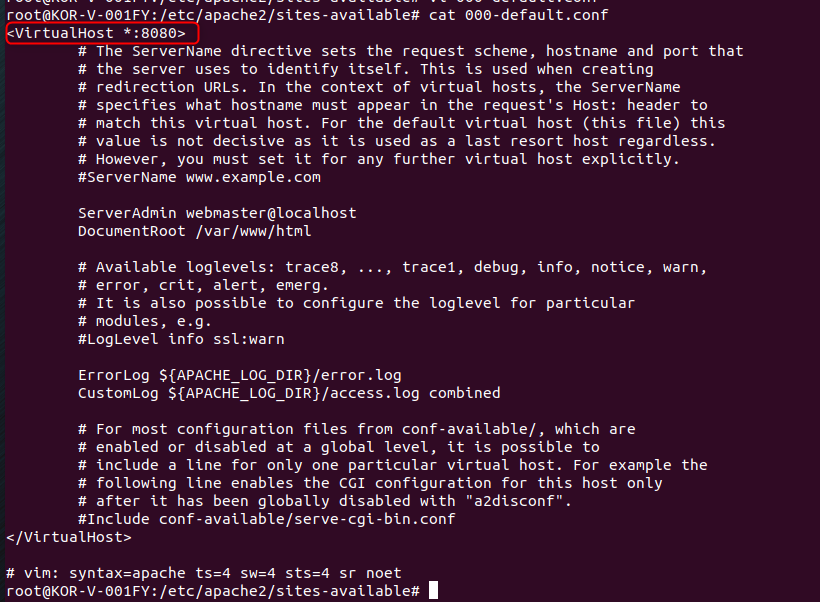 root@KOR-V-001FY:/etc/apache2/sites-available# vi 000-default.conf
root@KOR-V-001FY:/etc/apache2/sites-available# cat 000-default.conf
<VirtualHost *:8080>
        # The ServerName directive sets the request scheme, hostname and port that
        # the server uses to identify itself. This is used when creating
        # redirection URLs. In the context of virtual hosts, the ServerName
        # specifies what hostname must appear in the request's Host: header to
        # match this virtual host. For the default virtual host (this file) this
        # value is not decisive as it is used as a last resort host regardless.
        # However, you must set it for any further virtual host explicitly.
        #ServerName www.example.com

        ServerAdmin webmaster@localhost
        DocumentRoot /var/www/html

        # Available loglevels: trace8, ..., trace1, debug, info, notice, warn,
        # error, crit, alert, emerg.
        # It is also possible to configure the loglevel for particular
        # modules, e.g.
        #LogLevel info ssl:warn

        ErrorLog ${APACHE_LOG_DIR}/error.log
        CustomLog ${APACHE_LOG_DIR}/access.log combined

        # For most configuration files from conf-available/, which are
        # enabled or disabled at a global level, it is possible to
        # include a line for only one particular virtual host. For example the
        # following line enables the CGI configuration for this host only
        # after it has been globally disabled with "a2disconf".
        #Include conf-available/serve-cgi-bin.conf
</VirtualHost>

# vim: syntax=apache ts=4 sw=4 sts=4 sr noet
root@KOR-V-001FY:/etc/apache2/sites-available#